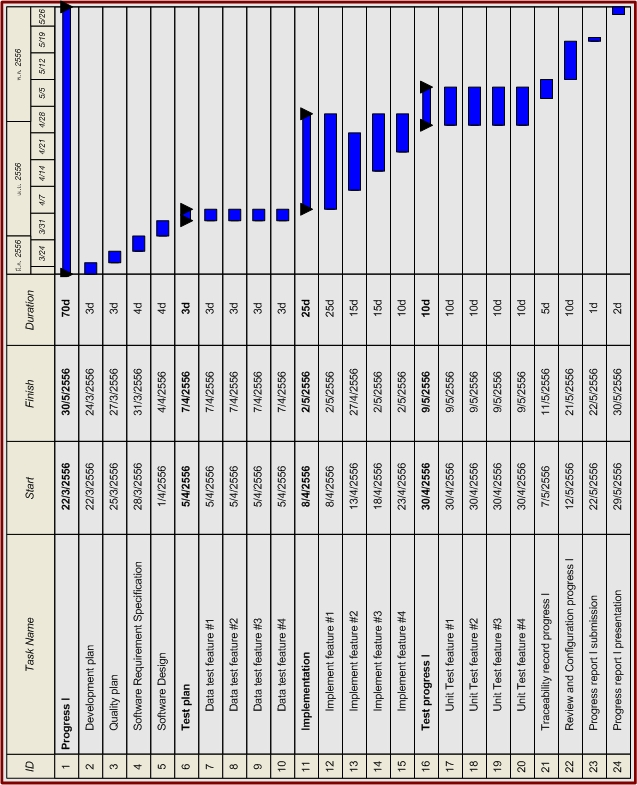 ID Task Name Start Finish Duration มี.ค. 2556 เม.ย. 2556 พ.ค. 2556
3/24 3/31 4/7 4/14 4/21 4/28 5/5 5/12 5/19 5/26
1 Progress I 22/3/2556 30/5/2556 70d
2 Development plan 22/3/2556 24/3/2556 3d
3 Quality plan 25/3/2556 27/3/2556 3d
4 Software Requirement Specification 28/3/2556 31/3/2556 4d
5 Software Design 1/4/2556 4/4/2556 4d
6 Test plan 5/4/2556 7/4/2556 3d
7 Data test feature #1 5/4/2556 7/4/2556 3d
8 Data test feature #2 5/4/2556 7/4/2556 3d
9 Data test feature #3 5/4/2556 7/4/2556 3d
10 Data test feature #4 5/4/2556 7/4/2556 3d
11 Implementation 8/4/2556 2/5/2556 25d
12 Implement feature #1 8/4/2556 2/5/2556 25d
13 Implement feature #2 13/4/2556 27/4/2556 15d
14 Implement feature #3 18/4/2556 2/5/2556 15d
15 Implement feature #4 23/4/2556 2/5/2556 10d
16 Test progress I 30/4/2556 9/5/2556 10d
17 Unit Test feature #1 30/4/2556 9/5/2556 10d
18 Unit Test feature #2 30/4/2556 9/5/2556 10d
19 Unit Test feature #3 30/4/2556 9/5/2556 10d
20 Unit Test feature #4 30/4/2556 9/5/2556 10d
21 Traceability record progress I 7/5/2556 11/5/2556 5d
22 Review and Configuration progress I 12/5/2556 21/5/2556 10d
23 Progress report I submission 22/5/2556 22/5/2556 1d
24 Progress report I presentation 29/5/2556 30/5/2556 2d